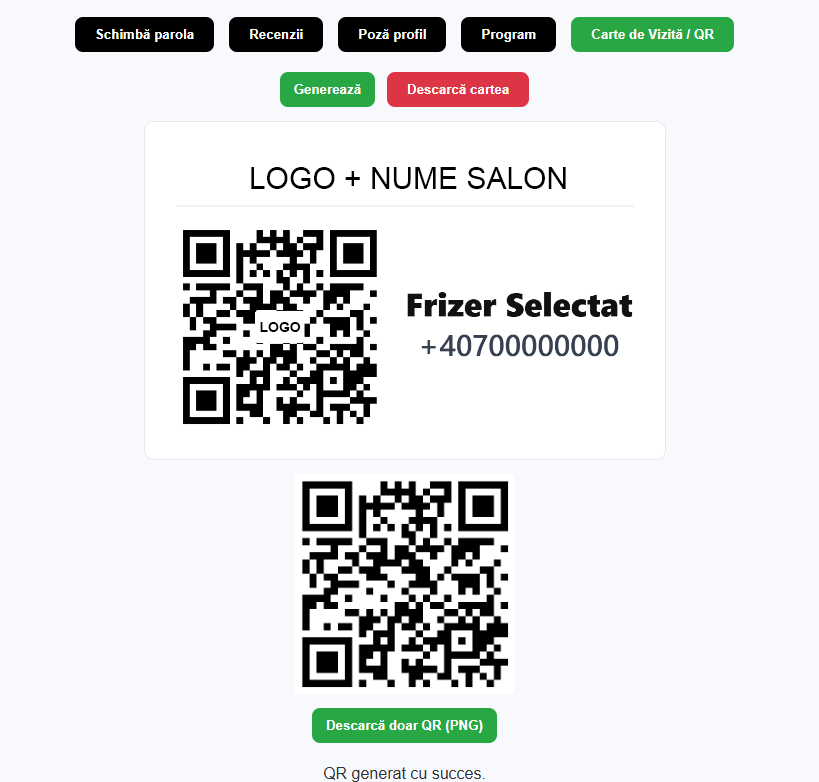 Schimbă parola Recenzii Poză profil Program Carte de Vizită / QR
Generează Descarcă cartea
LOGO + NUME SALON
LOGO
Frizer Selectat
+40700000000
Descarcă doar QR (PNG)
QR generat cu succes.